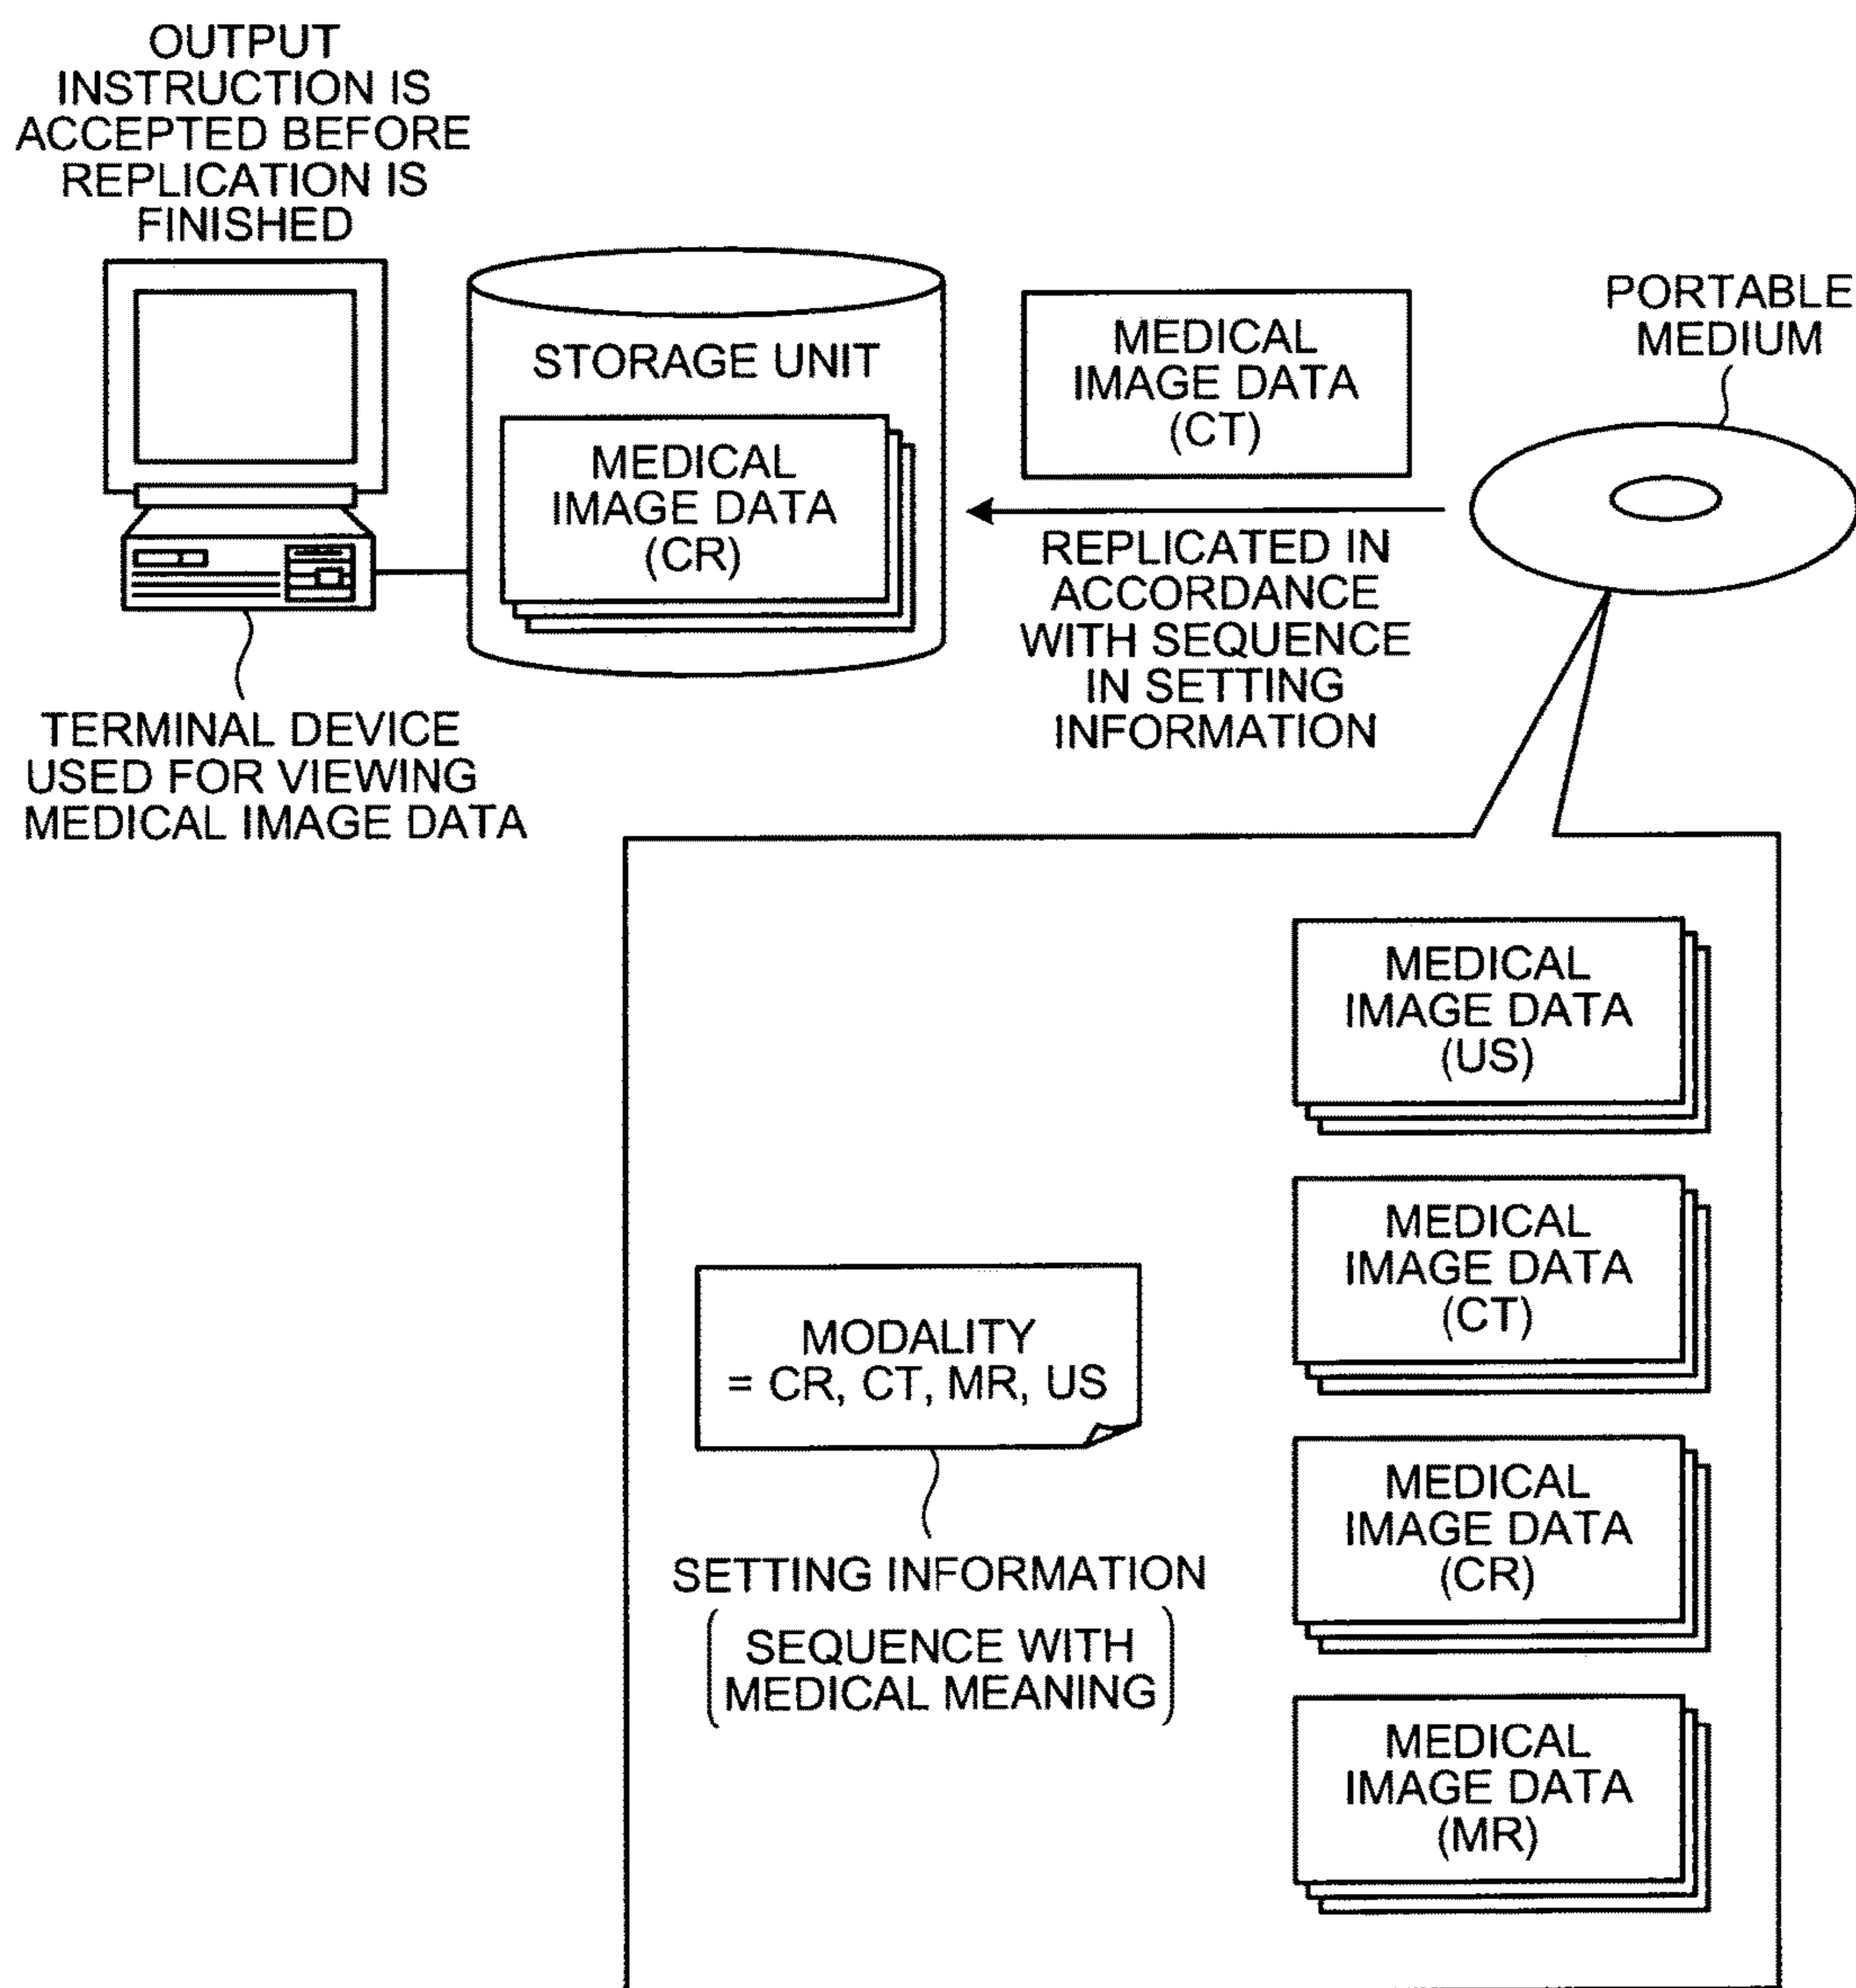 OUTPUT
INSTRUCTION IS
ACCEPTED BEFORE
REPLICATION IS
FINISHED
STORAGE UNIT
MEDICAL
IMAGE DATA
(CR)
MEDICAL
IMAGE DATA
(CT)
PORTABLE
MEDIUM
REPLICATED IN
ACCORDANCE
WITH SEQUENCE
IN SETTING
INFORMATION
TERMINAL DEVICE
USED FOR VIEWING
MEDICAL IMAGE DATA
MODALITY
= CR, CT, MR, US
SETTING INFORMATION
(SEQUENCE WITH
MEDICAL MEANING)
MEDICAL
IMAGE DATA
(US)
MEDICAL
IMAGE DATA
(CT)
MEDICAL
IMAGE DATA
(CR)
MEDICAL
IMAGE DATA
(MR)